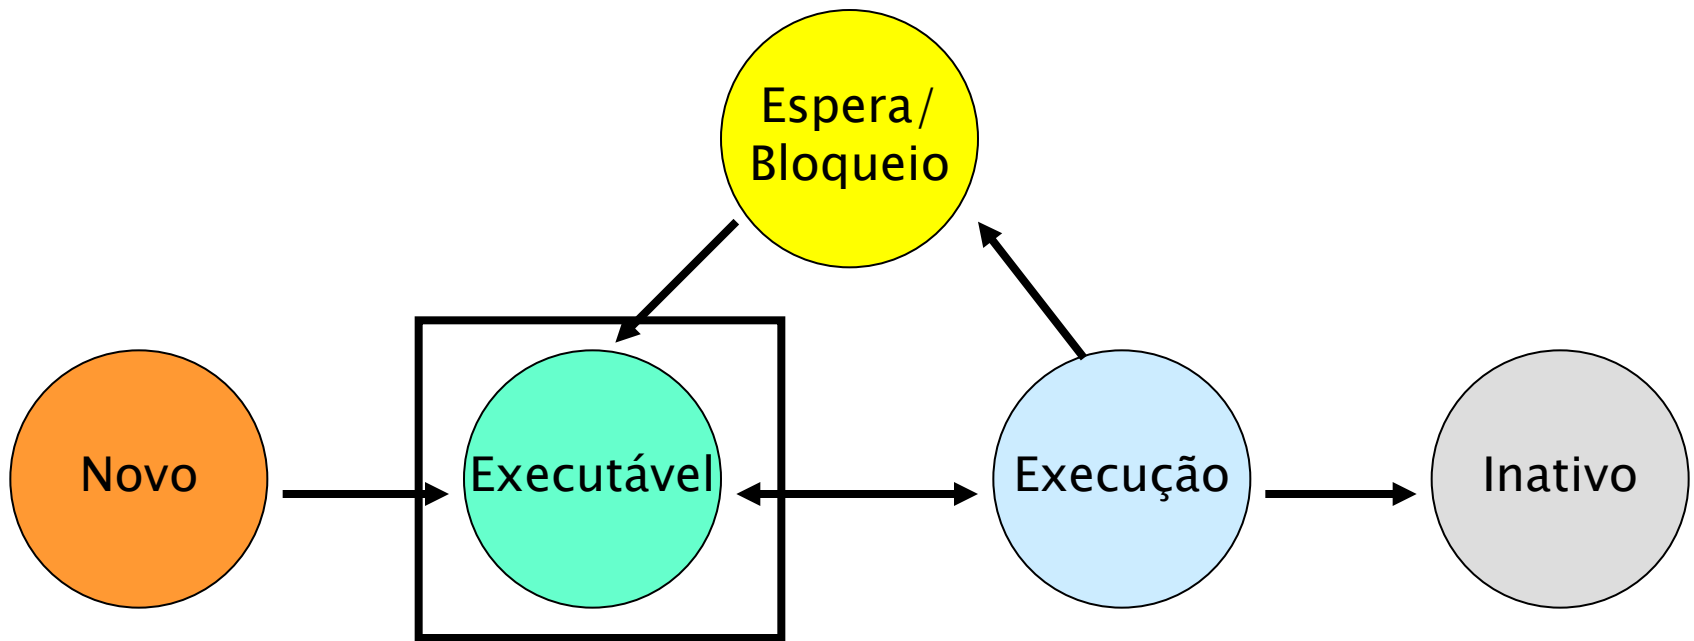 Espera/
Bloqueio
Novo
Executável
Execução
Inativo